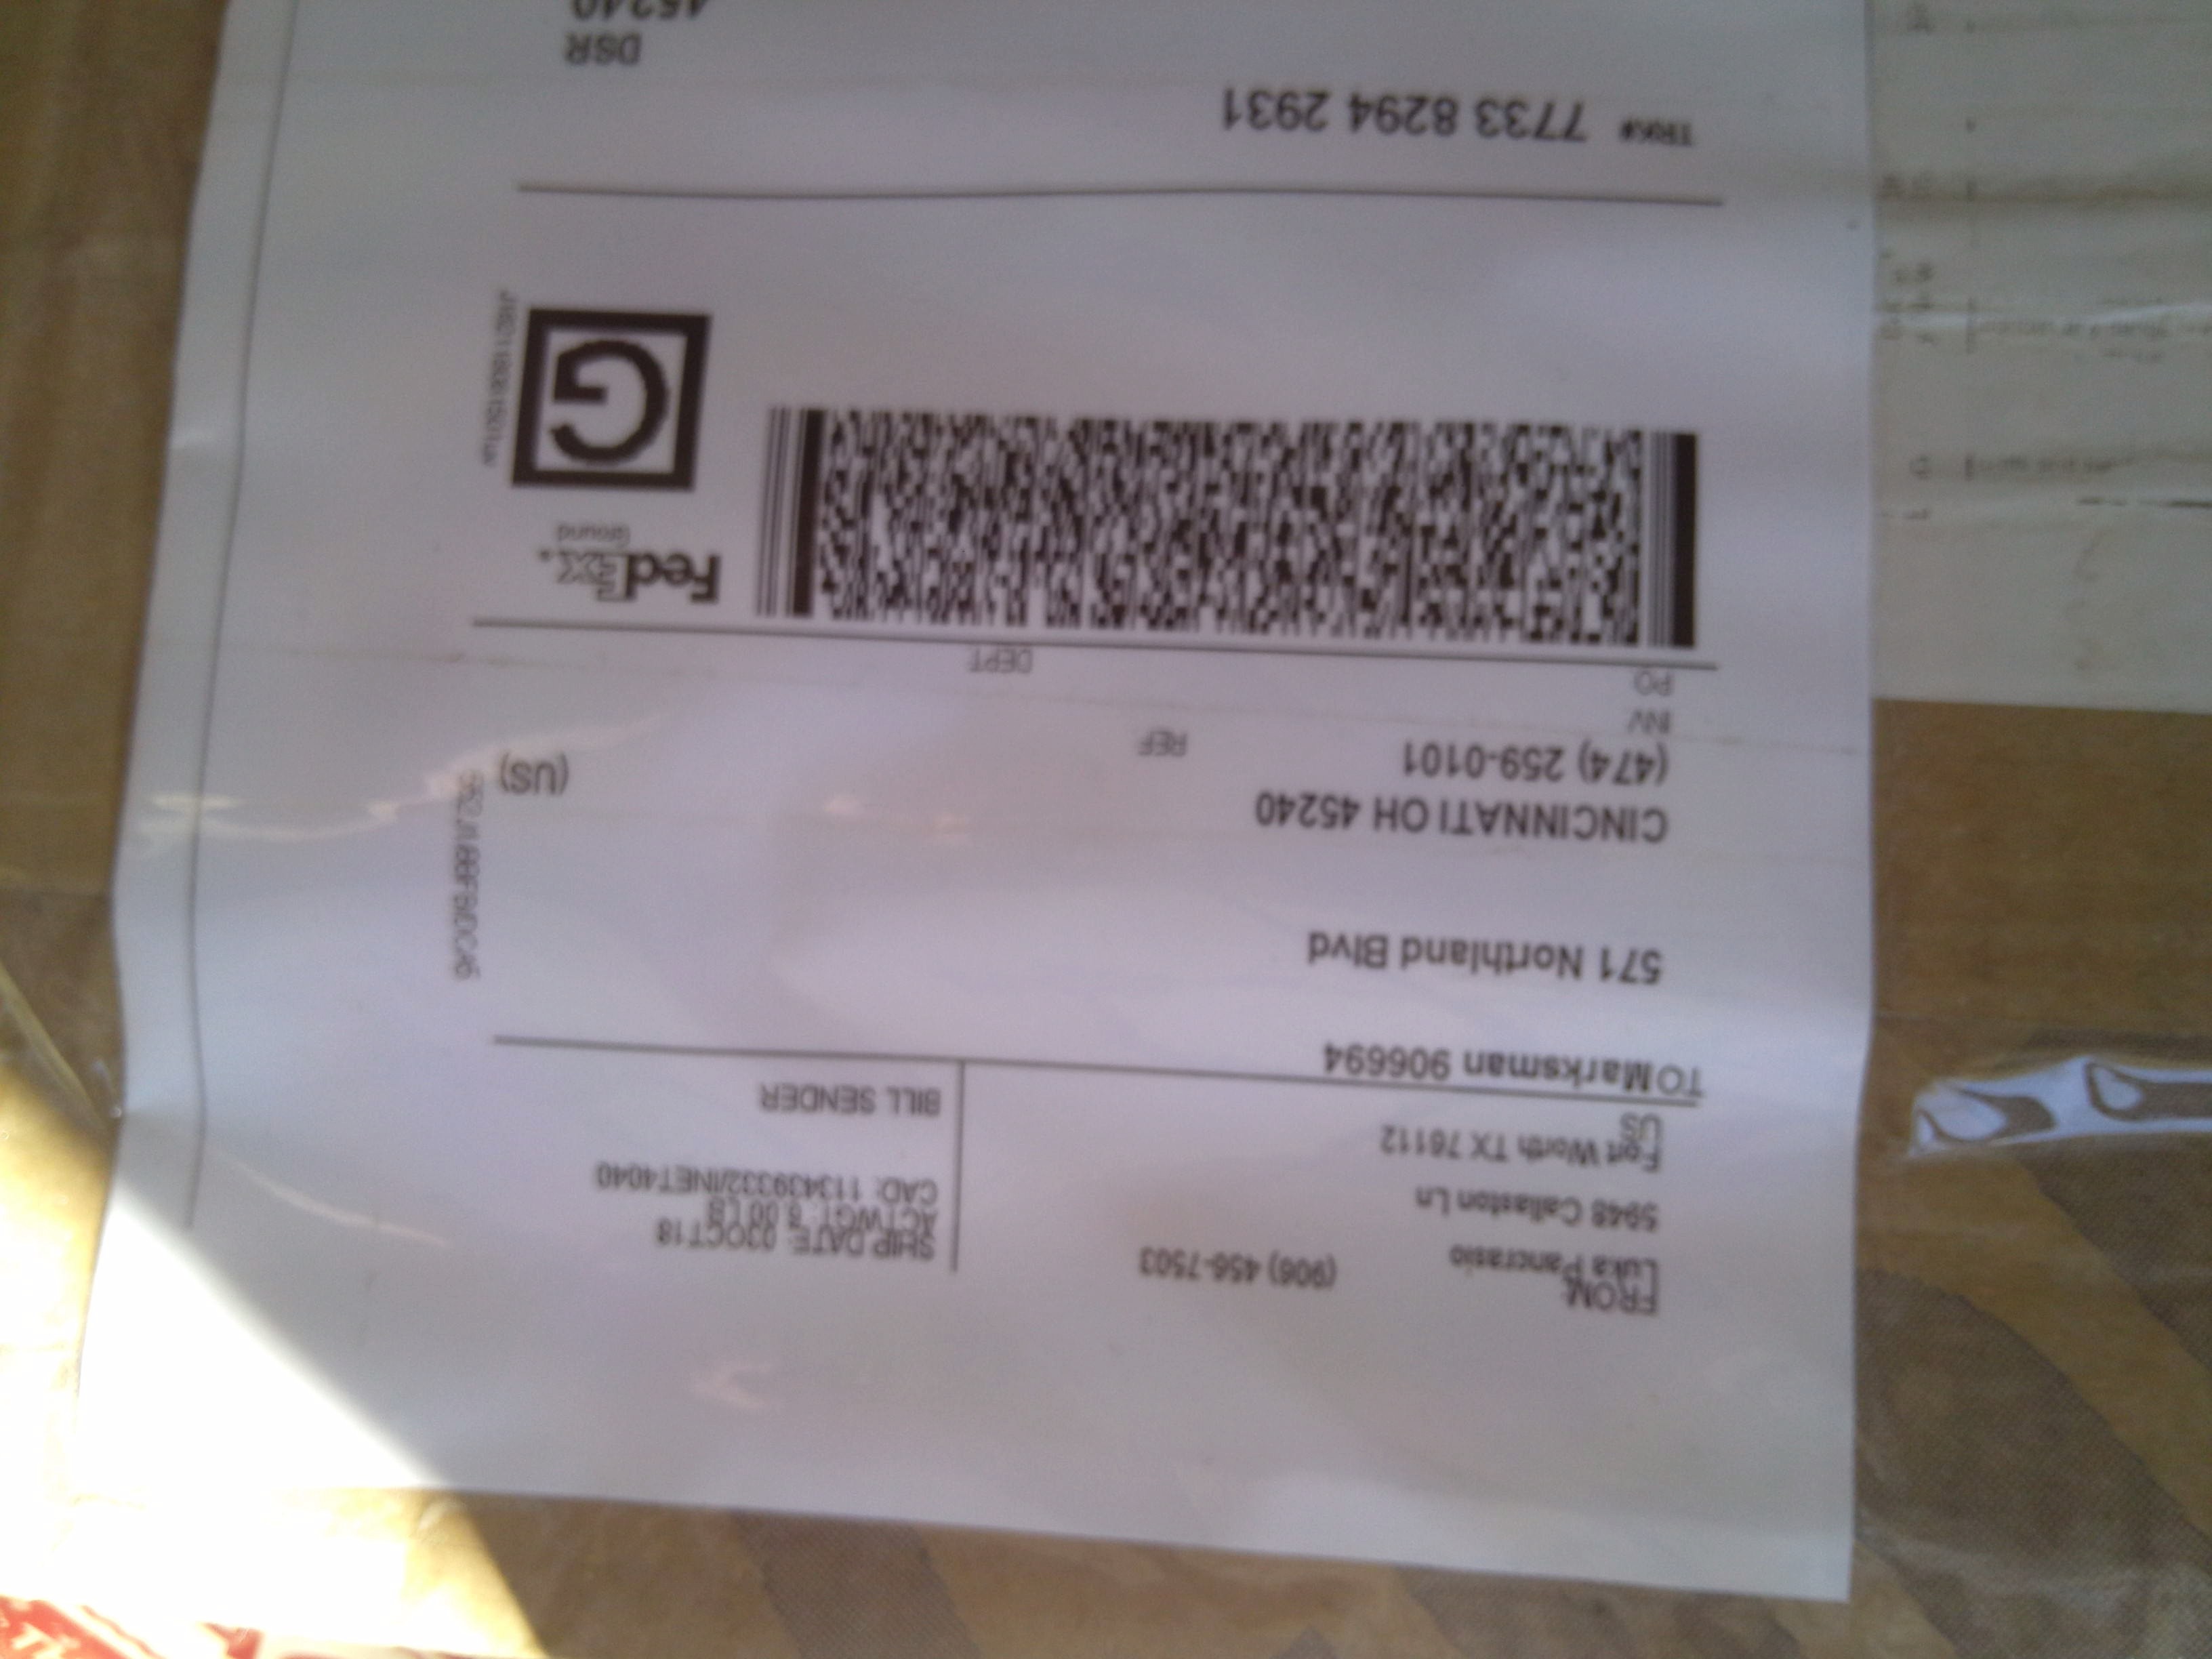 FROM:
Luka Pancrasio (906) 456-7503
5948 Callaston Ln
Fort Worth TX 76112
US
SHIP DATE: 03OCT18
ACTWGT: 6.00 LB
CAD: 113439332/INET4040
BILL SENDER
TO Marksman 906694
571 Northland Blvd
CINCINNATI OH 45240
(US)
(474) 259-0101
REF
INV
PO
DEPT
FedEx
Ground
G
TRK# 7733 8294 2931
DSR
45240